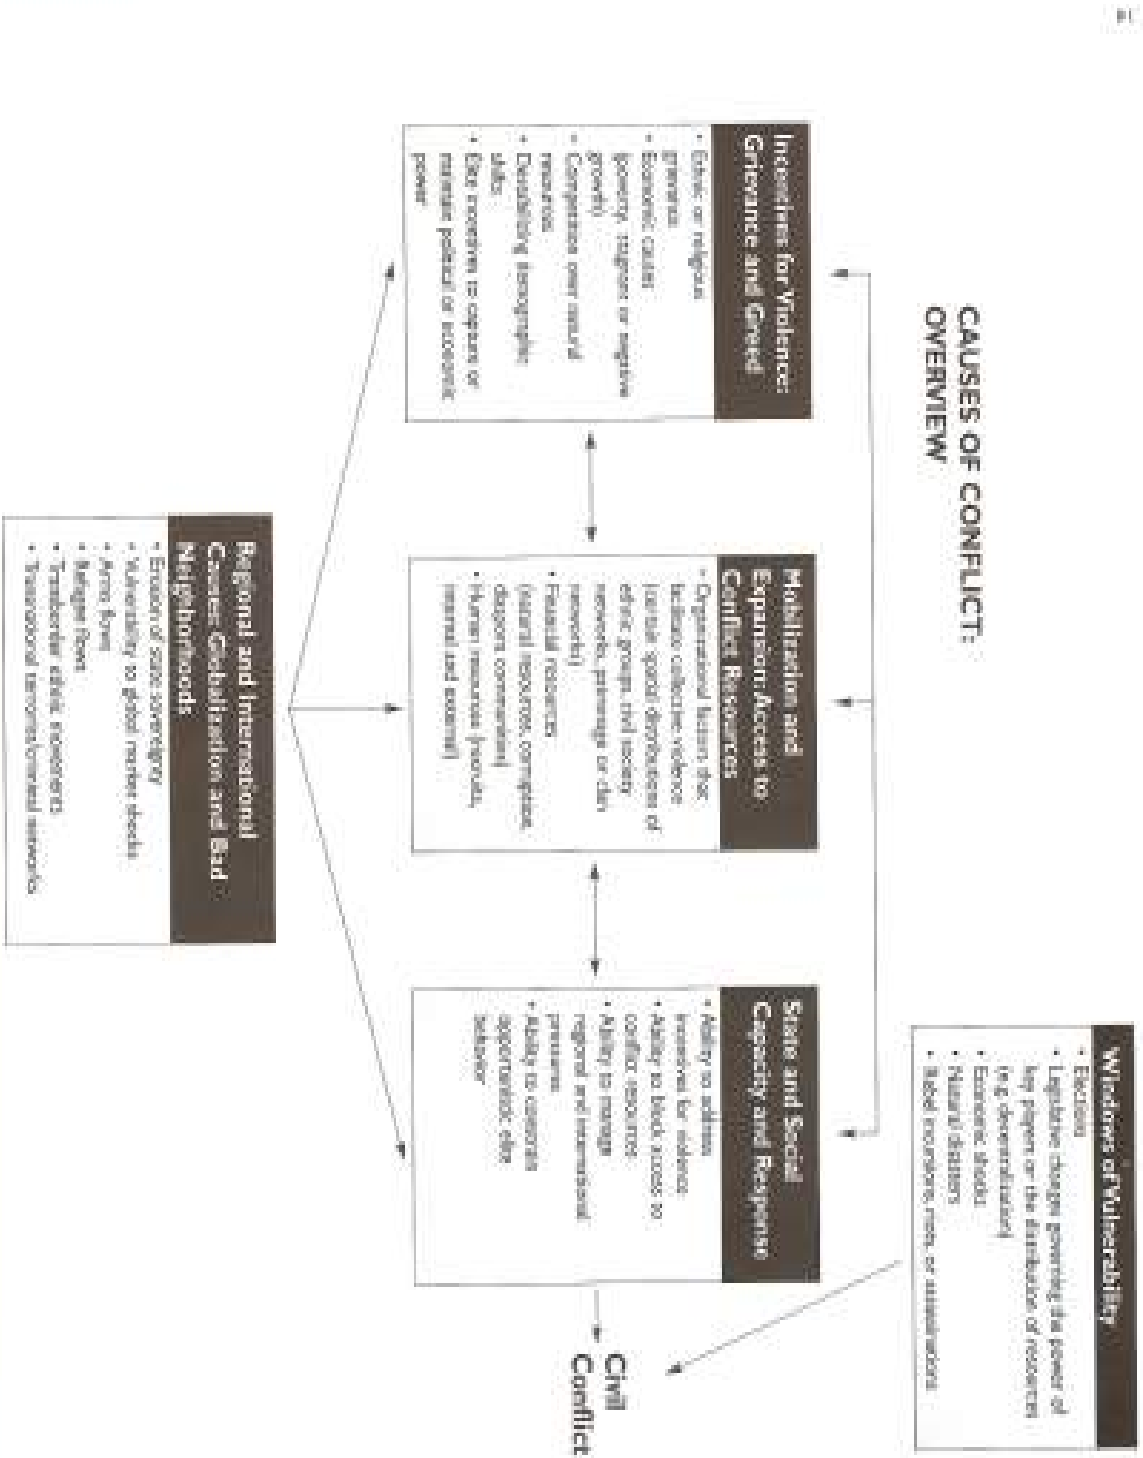 CAUSES OF CONFLICT:
OVERVIEW
Windows of Vulnerability
• Elections
• Legislative changes governing the power of
key players or the distribution of resources
(e.g. decentralization)
• Economic shocks
• Natural disasters
• Rebel incursions, riots, or assassinations
Incentives for Violence:
Grievance and Greed
• Ethnic or religious
grievance
• Economic causes
(poverty, stagnant or negative
growth)
• Competition over natural
resources
• Destabilizing demographic
shifts
• Elite incentives to capture or
maintain political or economic
power
Mobilization and
Expansion: Access to
Conflict Resources
• Organizational factors that
facilitate collective violence
(certain spatial distributions of
ethnic groups, civil society
networks, patronage or clan
networks)
• Financial resources
(natural resources, corruption,
diaspora communities)
• Human resources (recruits,
internal and external)
State and Social
Capacity and Response
• Ability to address
incentives for violence
• Ability to block access to
conflict resources
• Ability to manage
regional and international
pressures
• Ability to constrain
opportunistic elite
behavior
Civil
Conflict
Regional and International
Causes: Globalization and Bad
Neighborhoods
• Erosion of state sovereignty
• Vulnerability to global market shocks
• Arms flows
• Refugee flows
• Transborder ethnic
• Transnational terrorist/criminal networks